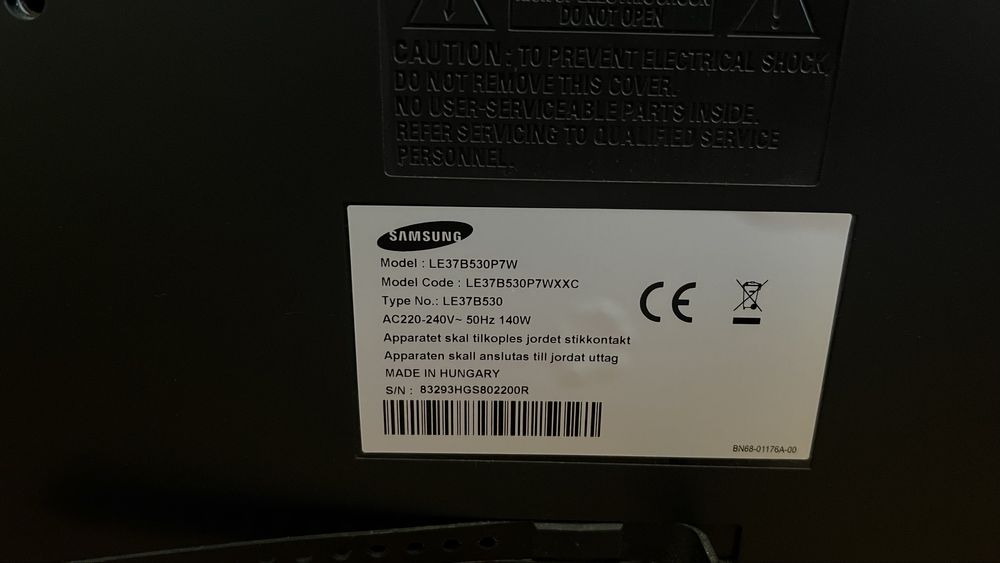 DO NOT OPEN
CAUTION: TO PREVENT ELECTRICAL SHOCK,
DO NOT REMOVE THIS COVER.
NO USER-SERVICEABLE PARTS INSIDE.
REFER SERVICING TO QUALIFIED SERVICE
PERSONNEL.
SAMSUNG
Model : LE37B530P7W
Model Code : LE37B530P7WXXC
Type No.: LE37B530
AC220-240V~ 50Hz 140W
Apparatet skal tilkoples jordet stikkontakt
Apparaten skall anslutas till jordat uttag
MADE IN HUNGARY
S/N : 83293HGS802200R
CE
BN68-01176A-00